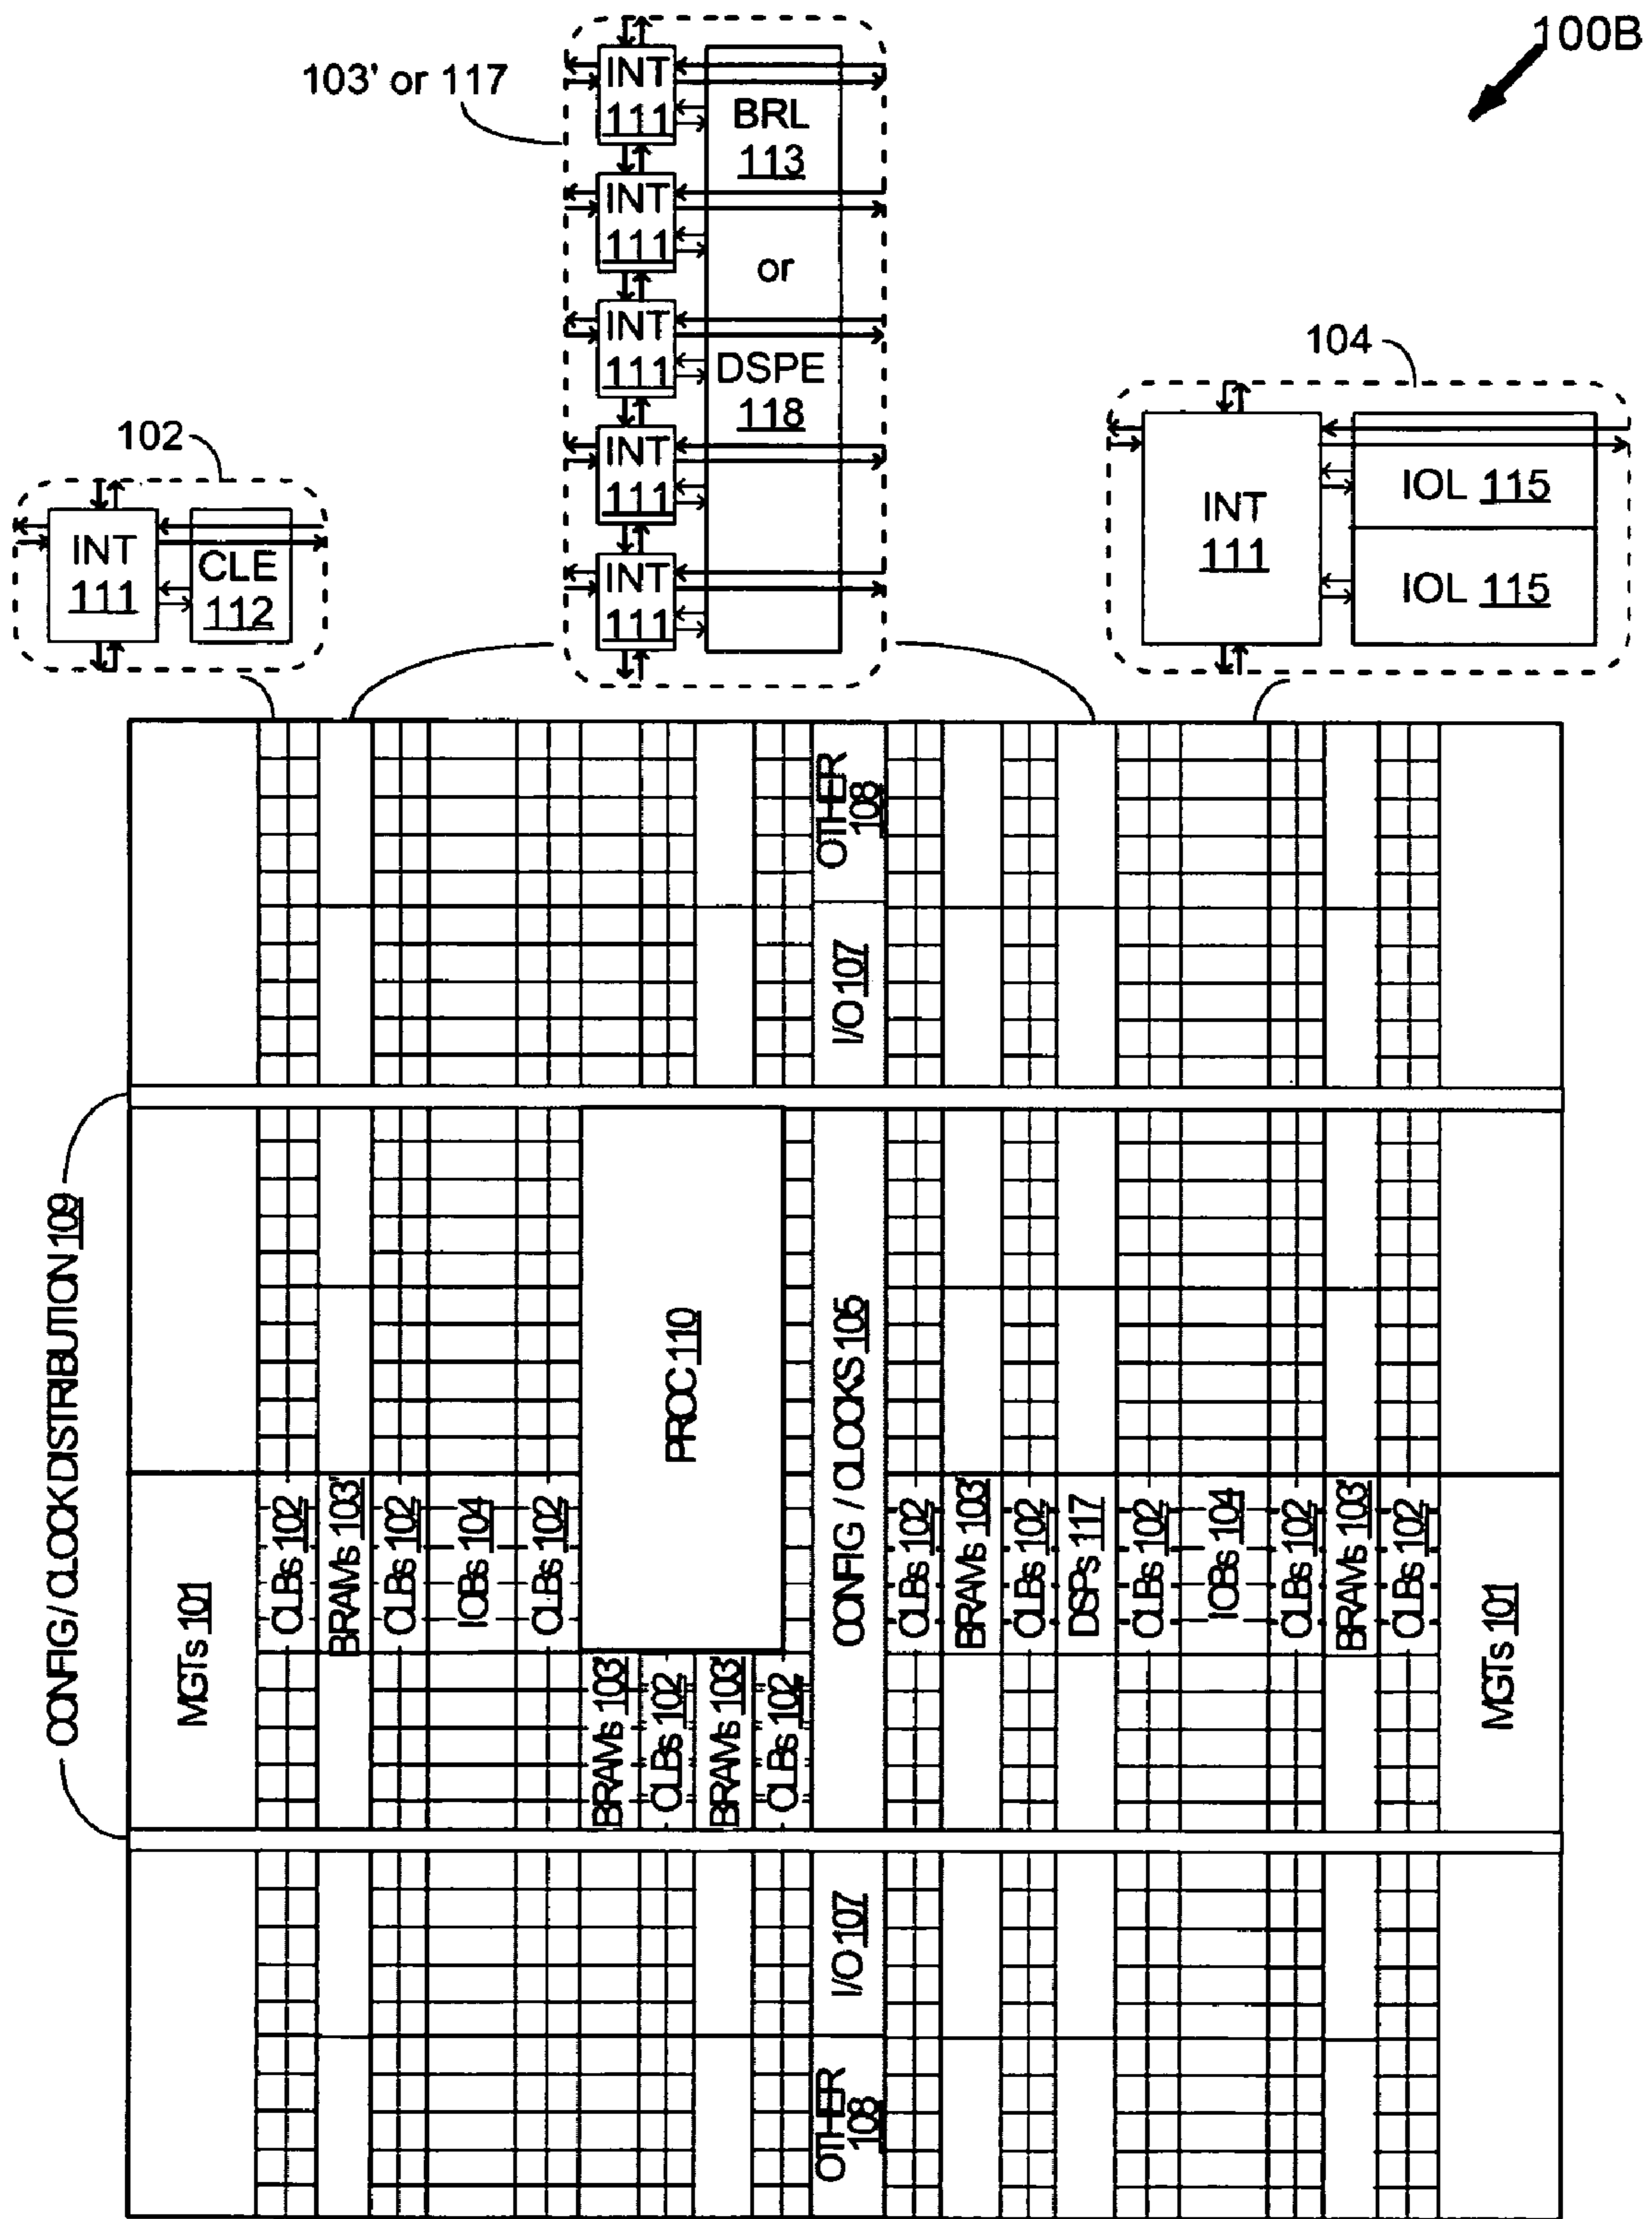 100B
103' or 117
INT
111
INT
111
INT
111
INT
111
INT
111
BRL
113
or
DSPE
118
104
INT
111
IOL 115
IOL 115
102
INT
111
CLE
112
OTHER
108
I/O 107
CONFIG / CLOCK DISTRIBUTION 109
PROC 110
CONFIG / CLOCKS 105
MGTs 101
CLBs 102
BRAMs 103'
CLBs 102
IOBs 104
CLBs 102
BRAMs 103'
CLBs 102
BRAMs 103'
CLBs 102
CLBs 102
BRAMs 103'
CLBs 102
DSPs 117
CLBs 102
IOBs 104
CLBs 102
BRAMs 103'
CLBs 102
MGTs 101
I/O 107
OTHER
108